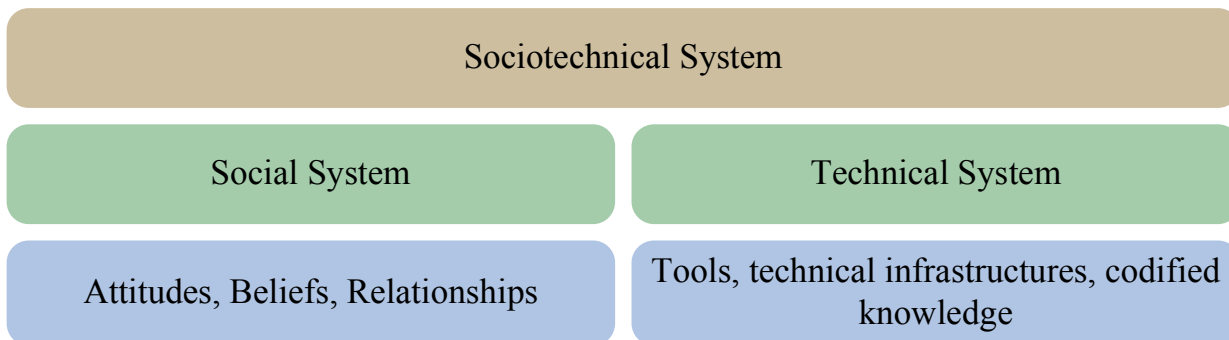 Sociotechnical System
Social System
Technical System
Attitudes, Beliefs, Relationships
Tools, technical infrastructures, codified
knowledge